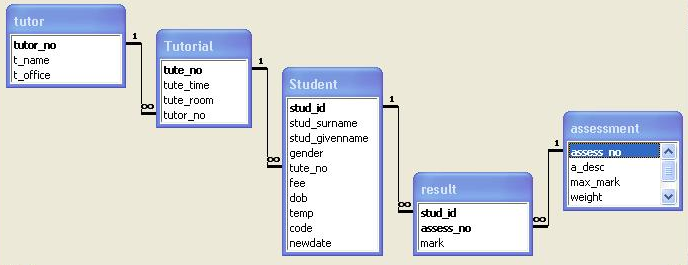 tutor
tutor_no
t_name
t_office
1
∞
Tutorial
tute_no
tute_time
tute_room
tutor_no
1
∞
Student
stud_id
stud_surname
stud_givenname
gender
tute_no
fee
dob
temp
code
newdate
1
∞
result
stud_id
assess_no
mark
1
∞
assessment
assess_no
a_desc
max_mark
weight